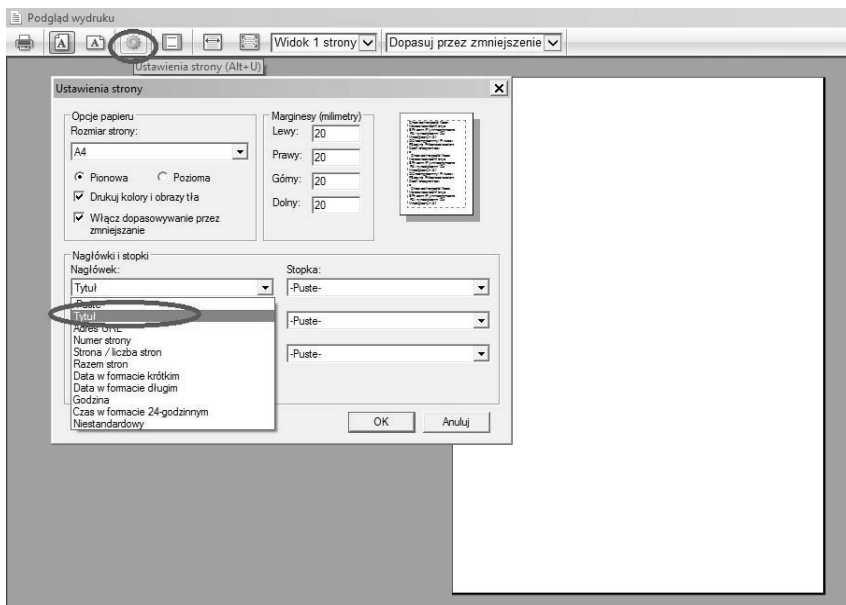 Podgląd wydruku
A A Widok 1 strony Dopasuj przez zmniejszenie
Ustawienia strony (Alt+U)
Ustawienia strony
Opcje papieru
Rozmiar strony:
A4
Pionowa Pozioma
Drukuj kolory i obrazy tła
Włącz dopasowywanie przez
zmniejszanie
Marginesy (milimetry)
Lewy: 20
Prawy: 20
Górny: 20
Dolny: 20
Nagłówki i stopki
Nagłówek:
Tytuł
-Puste-
Tytuł
Adres URL
Numer strony
Strona / liczba stron
Razem stron
Data w formacie krótkim
Data w formacie długim
Godzina
Czas w formacie 24-godzinnym
Niestandardowy
Stopka:
-Puste-
-Puste-
-Puste-
OK Anuluj